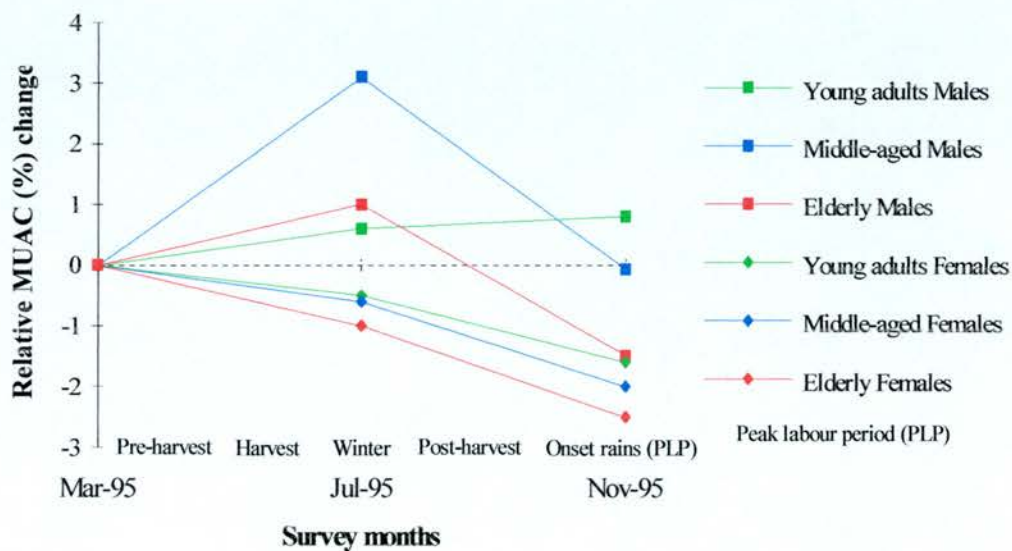 Relative MUAC (%) change
4
3
2
1
0
-1
-2
-3
Pre-harvest Harvest Winter Post-harvest Onset rains (PLP)
Mar-95 Jul-95 Nov-95
Survey months
Young adults Males
Middle-aged Males
Elderly Males
Young adults Females
Middle-aged Females
Elderly Females
Peak labour period (PLP)